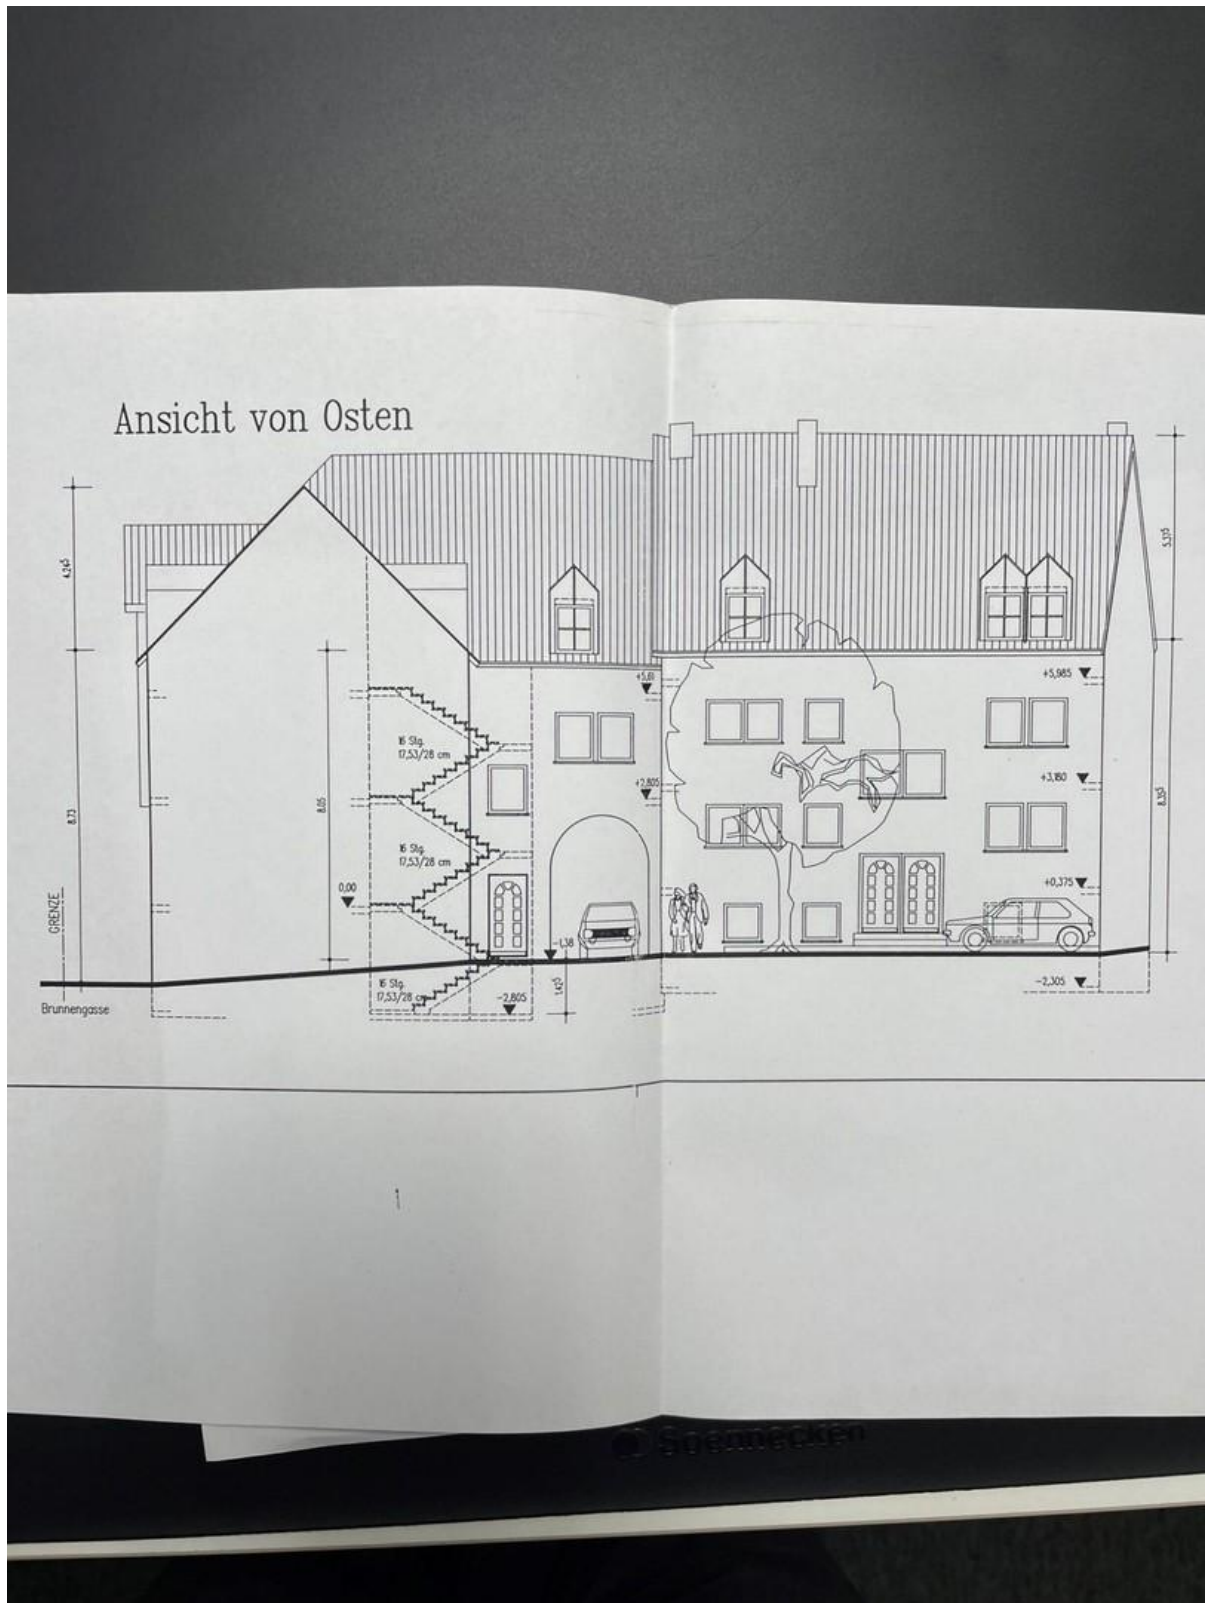 Ansicht von Osten
4.245
5.335
+5,61
+5,985
16 Stg.
17,53/28 cm
+2,805
+3,180
8.73
8.05
8.355
16 Stg.
17,53/28 cm
0,00
+0,375
GRENZE
-1,38
16 Stg.
17,53/28 cm
-2,805
1.425
-2,305
Brunnengasse
Soennecken